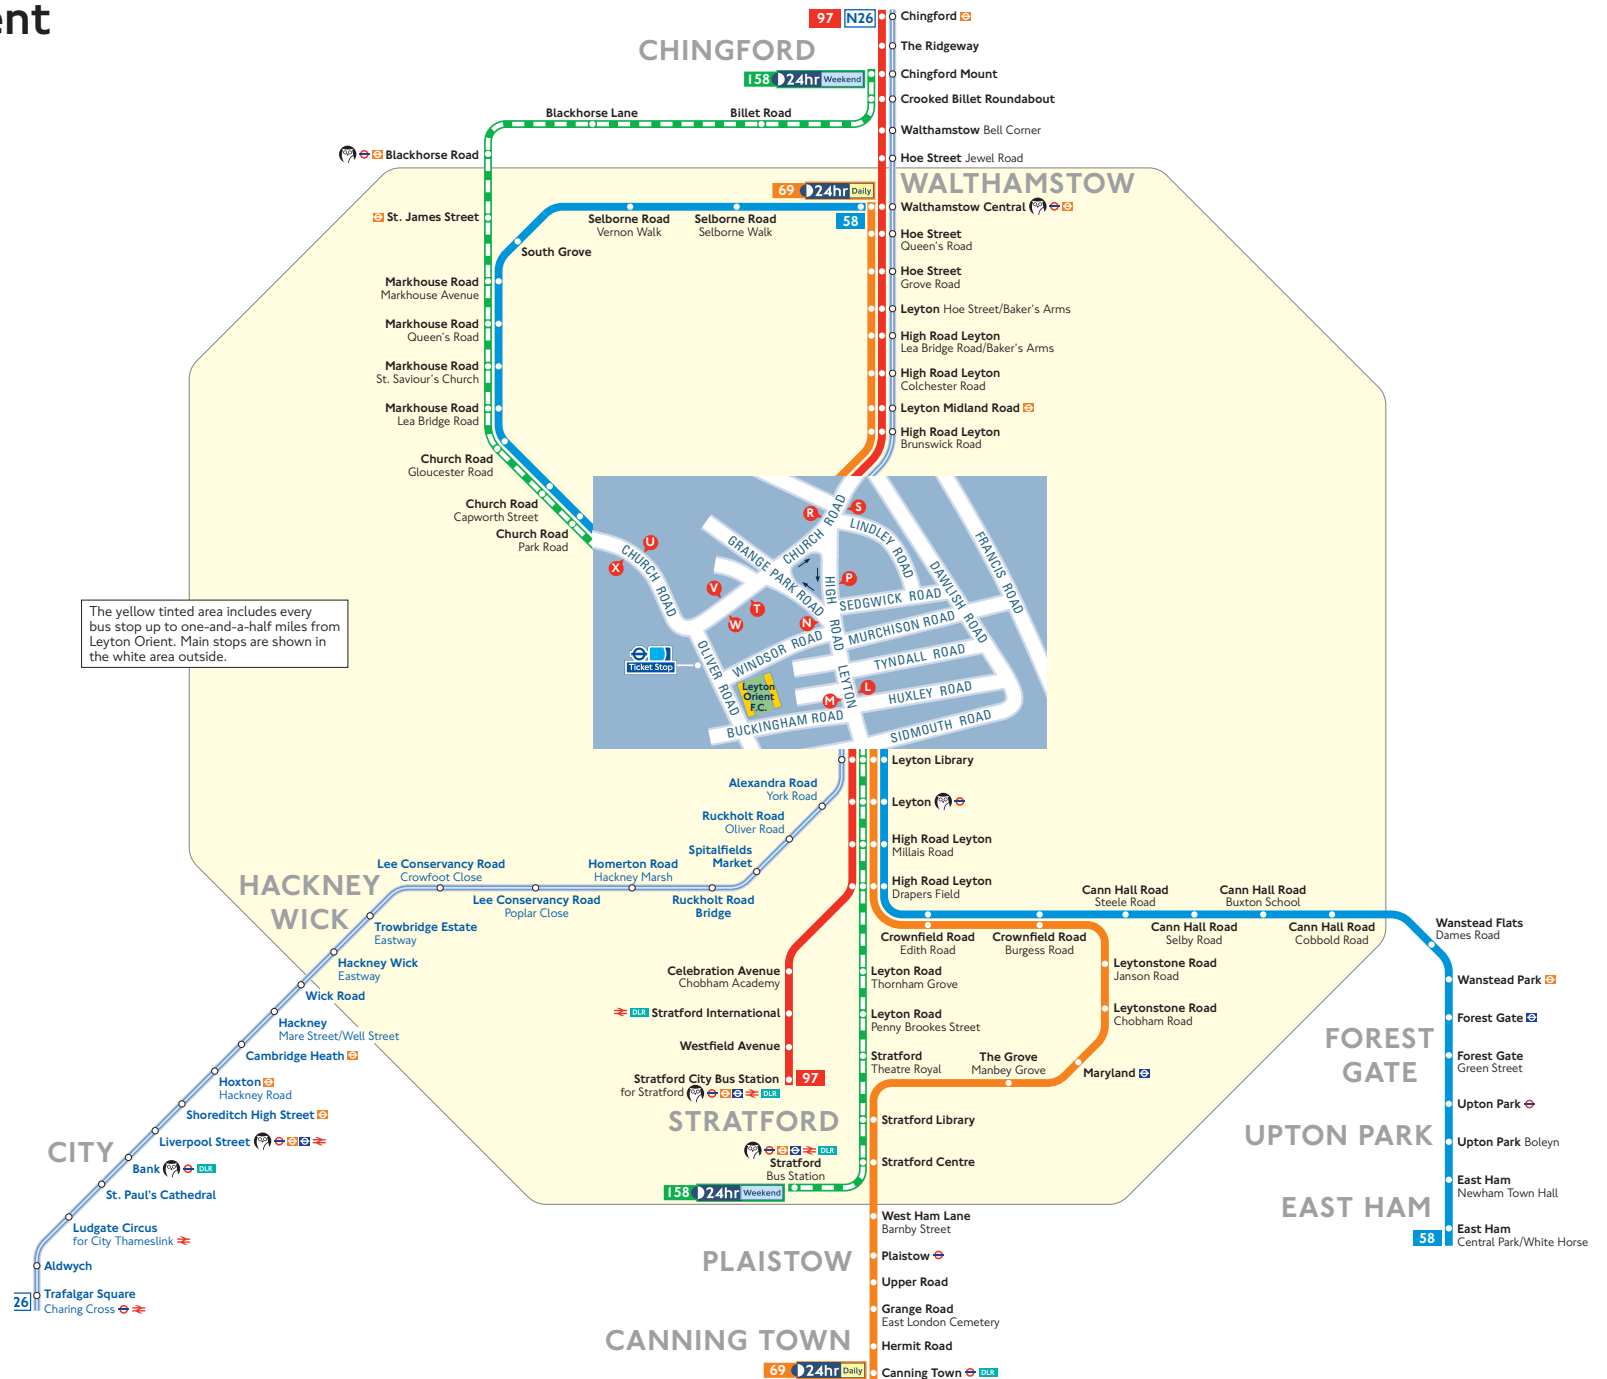 ent
97 N26
Chingford
The Ridgeway
CHINGFORD
158 24hr Weekend
Chingford Mount
Crooked Billet Roundabout
Blackhorse Lane
Billet Road
Walthamstow Bell Corner
Blackhorse Road
Hoe Street Jewel Road
WALTHAMSTOW
69 24hr Daily
58
Walthamstow Central
St. James Street
Selborne Road
Vernon Walk
Selborne Road
Selborne Walk
Hoe Street
Queen's Road
South Grove
Hoe Street
Grove Road
Markhouse Road
Markhouse Avenue
Leyton Hoe Street/Baker's Arms
Markhouse Road
Queen's Road
High Road Leyton
Lea Bridge Road/Baker's Arms
Markhouse Road
St. Saviour's Church
High Road Leyton
Colchester Road
Markhouse Road
Lea Bridge Road
Leyton Midland Road
High Road Leyton
Brunswick Road
Church Road
Gloucester Road
Church Road
Capworth Street
Church Road
Park Road
R
S
U
X
V
T
W
P
N
M
L
CHURCH ROAD
LINDLEY ROAD
FRANCIS ROAD
GRANGE PARK ROAD
CHURCH ROAD
DAWLISH ROAD
HIGH ROAD LEYTON
SEDGWICK ROAD
MURCHISON ROAD
WINDSOR ROAD
TYNDALL ROAD
OLIVER ROAD
HUXLEY ROAD
BUCKINGHAM ROAD
SIDMOUTH ROAD
Ticket Stop
Leyton
Orient
F.C.
The yellow tinted area includes every
bus stop up to one-and-a-half miles from
Leyton Orient. Main stops are shown in
the white area outside.
Leyton Library
Alexandra Road
York Road
Leyton
Ruckholt Road
Oliver Road
High Road Leyton
Millais Road
Spitalfields
Market
Lee Conservancy Road
Crowfoot Close
Homerton Road
Hackney Marsh
High Road Leyton
Drapers Field
HACKNEY
WICK
Lee Conservancy Road
Poplar Close
Ruckholt Road
Bridge
Cann Hall Road
Steele Road
Cann Hall Road
Buxton School
Trowbridge Estate
Eastway
Crownfield Road
Edith Road
Crownfield Road
Burgess Road
Cann Hall Road
Selby Road
Cann Hall Road
Cobbold Road
Wanstead Flats
Dames Road
Hackney Wick
Eastway
Celebration Avenue
Chobham Academy
Leyton Road
Thornham Grove
Leytonstone Road
Janson Road
Wanstead Park
Wick Road
DLR Stratford International
Leyton Road
Penny Brookes Street
Leytonstone Road
Chobham Road
Forest Gate
Hackney
Mare Street/Well Street
Westfield Avenue
FOREST
GATE
Cambridge Heath
Stratford
Theatre Royal
The Grove
Manbey Grove
Forest Gate
Green Street
Hoxton
Hackney Road
Stratford City Bus Station
for Stratford DLR
97
Maryland
Shoreditch High Street
STRATFORD
Stratford Library
Upton Park
CITY
Liverpool Street
DLR
UPTON PARK
Upton Park Boleyn
Bank DLR
Stratford
Bus Station
Stratford Centre
St. Paul's Cathedral
158 24hr Weekend
East Ham
Newham Town Hall
EAST HAM
Ludgate Circus
for City Thameslink
West Ham Lane
Barnby Street
58
East Ham
Central Park/White Horse
Aldwych
PLAISTOW
Plaistow
Upper Road
26
Trafalgar Square
Charing Cross
Grange Road
East London Cemetery
CANNING TOWN
Hermit Road
69 24hr Daily
Canning Town DLR